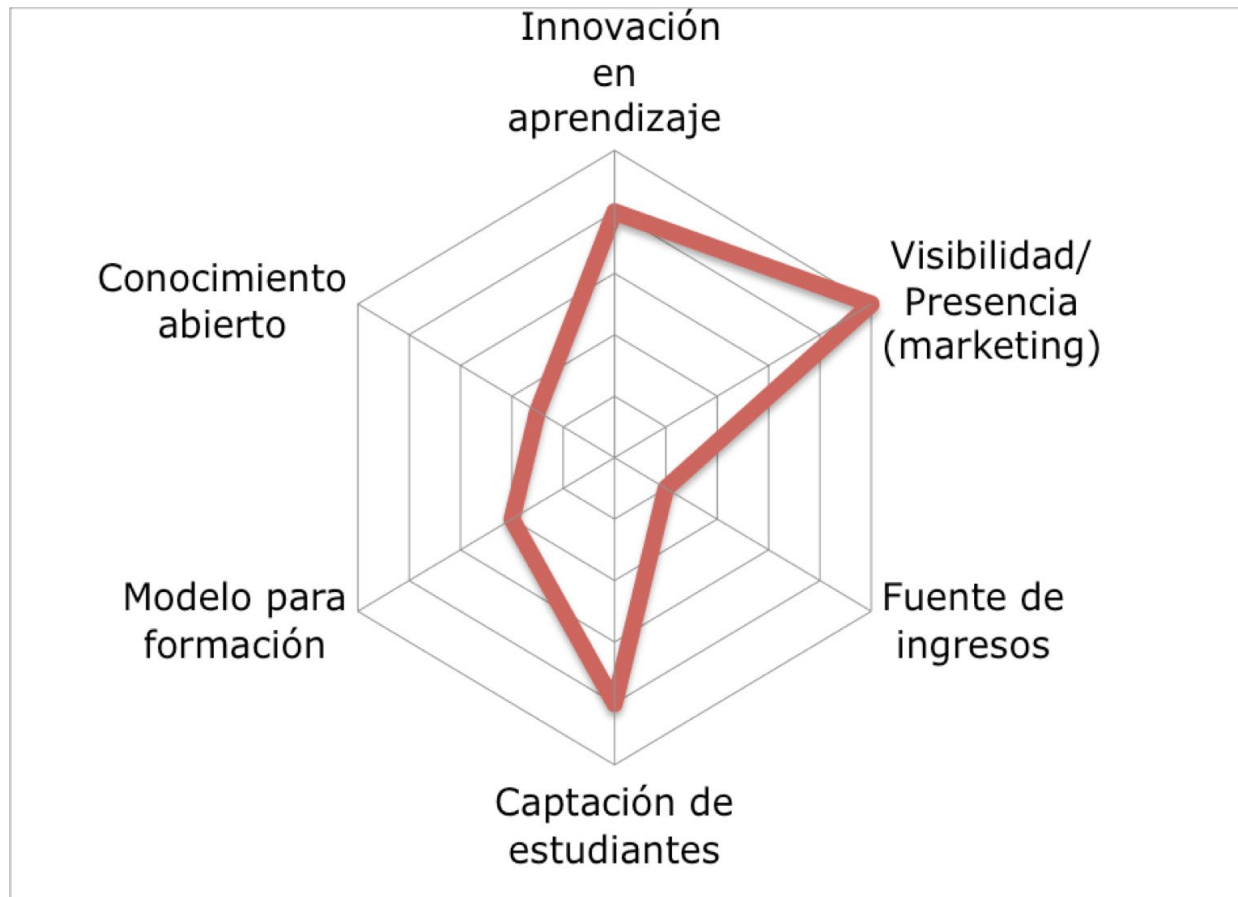 Innovación
en
aprendizaje
Visibilidad/
Presencia
(marketing)
Fuente de
ingresos
Captación de
estudiantes
Modelo para
formación
Conocimiento
abierto